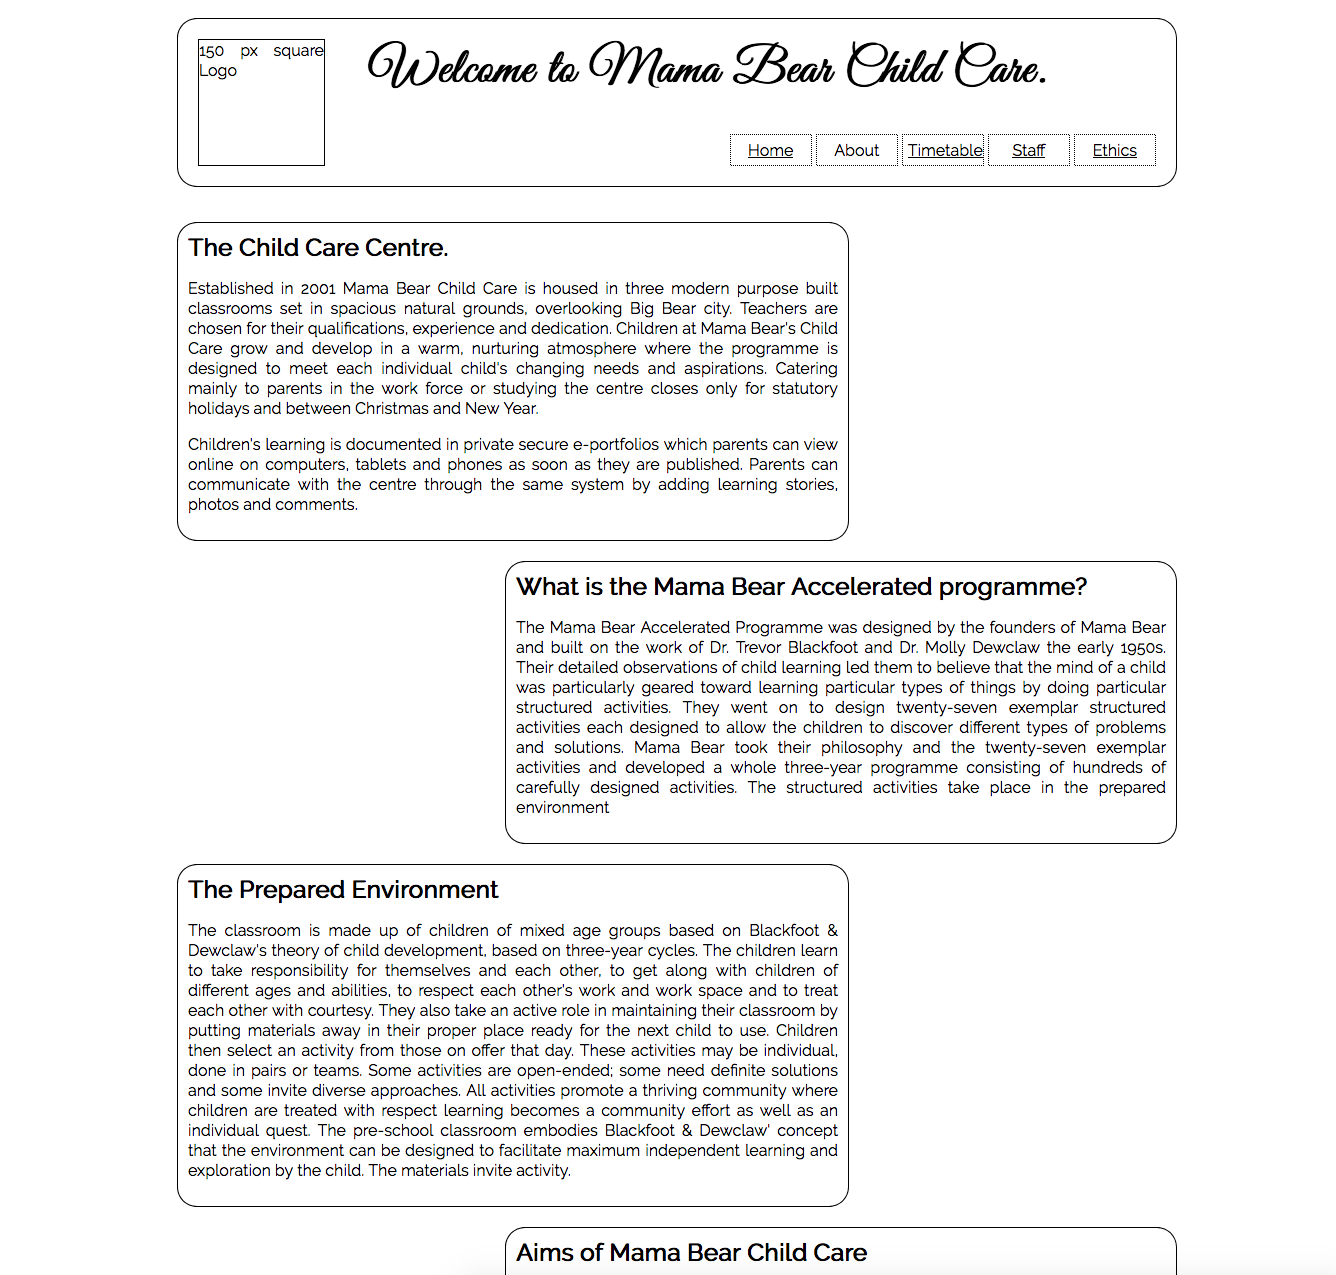 150 px square
Logo
Welcome to Mama Bear Child Care.
Home About Timetable Staff Ethics
The Child Care Centre.
Established in 2001 Mama Bear Child Care is housed in three modern purpose built
classrooms set in spacious natural grounds, overlooking Big Bear city. Teachers are
chosen for their qualifications, experience and dedication. Children at Mama Bear's Child
Care grow and develop in a warm, nurturing atmosphere where the programme is
designed to meet each individual child's changing needs and aspirations. Catering
mainly to parents in the work force or studying the centre closes only for statutory
holidays and between Christmas and New Year.
Children's learning is documented in private secure e-portfolios which parents can view
online on computers, tablets and phones as soon as they are published. Parents can
communicate with the centre through the same system by adding learning stories,
photos and comments.
What is the Mama Bear Accelerated programme?
The Mama Bear Accelerated Programme was designed by the founders of Mama Bear
and built on the work of Dr. Trevor Blackfoot and Dr. Molly Dewclaw the early 1950s.
Their detailed observations of child learning led them to believe that the mind of a child
was particularly geared toward learning particular types of things by doing particular
structured activities. They went on to design twenty-seven exemplar structured
activities each designed to allow the children to discover different types of problems
and solutions. Mama Bear took their philosophy and the twenty-seven exemplar
activities and developed a whole three-year programme consisting of hundreds of
carefully designed activities. The structured activities take place in the prepared
environment
The Prepared Environment
The classroom is made up of children of mixed age groups based on Blackfoot &
Dewclaw's theory of child development, based on three-year cycles. The children learn
to take responsibility for themselves and each other, to get along with children of
different ages and abilities, to respect each other's work and work space and to treat
each other with courtesy. They also take an active role in maintaining their classroom by
putting materials away in their proper place ready for the next child to use. Children
then select an activity from those on offer that day. These activities may be individual,
done in pairs or teams. Some activities are open-ended; some need definite solutions
and some invite diverse approaches. All activities promote a thriving community where
children are treated with respect learning becomes a community effort as well as an
individual quest. The pre-school classroom embodies Blackfoot & Dewclaw' concept
that the environment can be designed to facilitate maximum independent learning and
exploration by the child. The materials invite activity.
Aims of Mama Bear Child Care